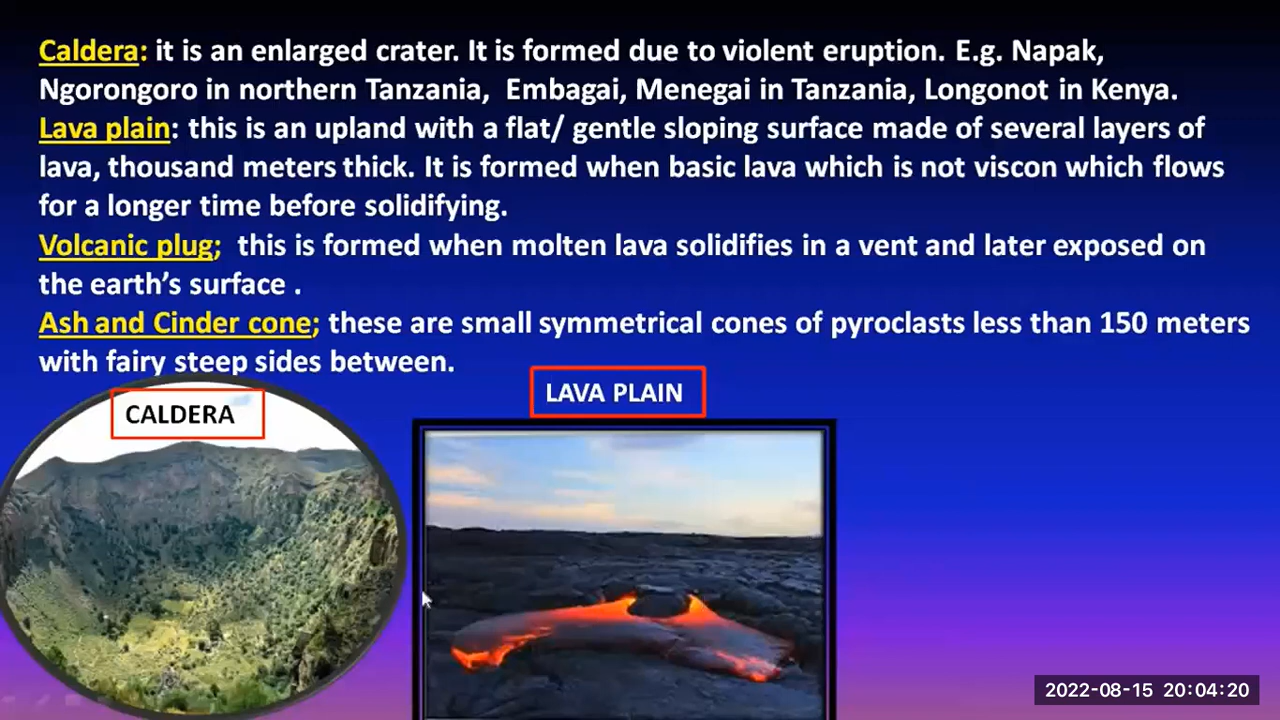 Caldera: it is an enlarged crater. It is formed due to violent eruption. E.g. Napak,
Ngorongoro in northern Tanzania, Embagai, Menegai in Tanzania, Longonot in Kenya.
Lava plain: this is an upland with a flat/ gentle sloping surface made of several layers of
lava, thousand meters thick. It is formed when basic lava which is not viscon which flows
for a longer time before solidifying.
Volcanic plug; this is formed when molten lava solidifies in a vent and later exposed on
the earth’s surface .
Ash and Cinder cone; these are small symmetrical cones of pyroclasts less than 150 meters
with fairy steep sides between.
LAVA PLAIN
CALDERA
2022-08-15 20:04:20